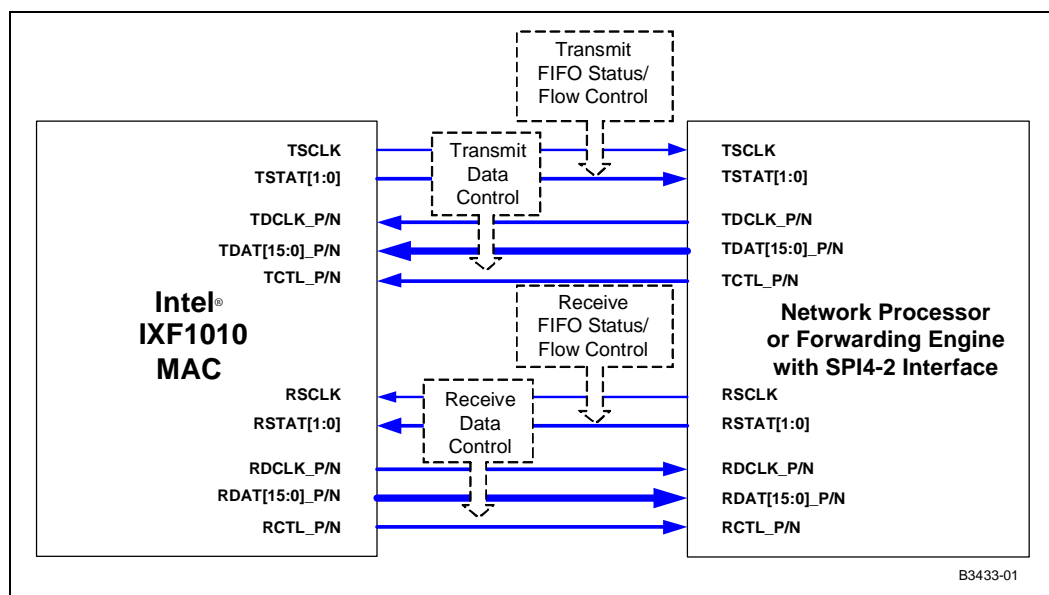 Transmit
FIFO Status/
Flow Control
TSCLK
TSTAT[1:0]
TDCLK_P/N
TDAT[15:0]_P/N
TCTL_P/N
Transmit
Data
Control
TSCLK
TSTAT[1:0]
TDCLK_P/N
TDAT[15:0]_P/N
TCTL_P/N
Intel®
IXF1010
MAC
Receive
FIFO Status/
Flow Control
Network Processor
or Forwarding Engine
with SPI4-2 Interface
RSCLK
RSTAT[1:0]
RDCLK_P/N
RDAT[15:0]_P/N
RCTL_P/N
Receive
Data
Control
RSCLK
RSTAT[1:0]
RDCLK_P/N
RDAT[15:0]_P/N
RCTL_P/N
B3433-01